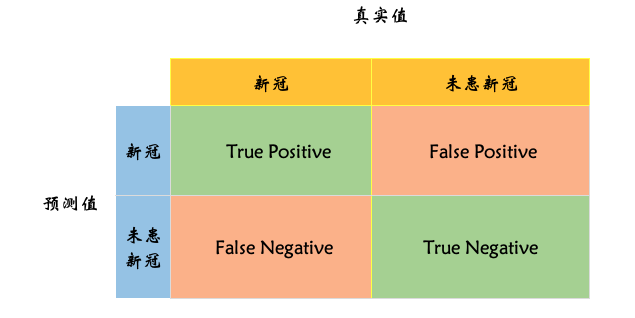 真实值
新冠
未患新冠
新冠
True Positive
False Positive
预测值
未患
新冠
False Negative
True Negative